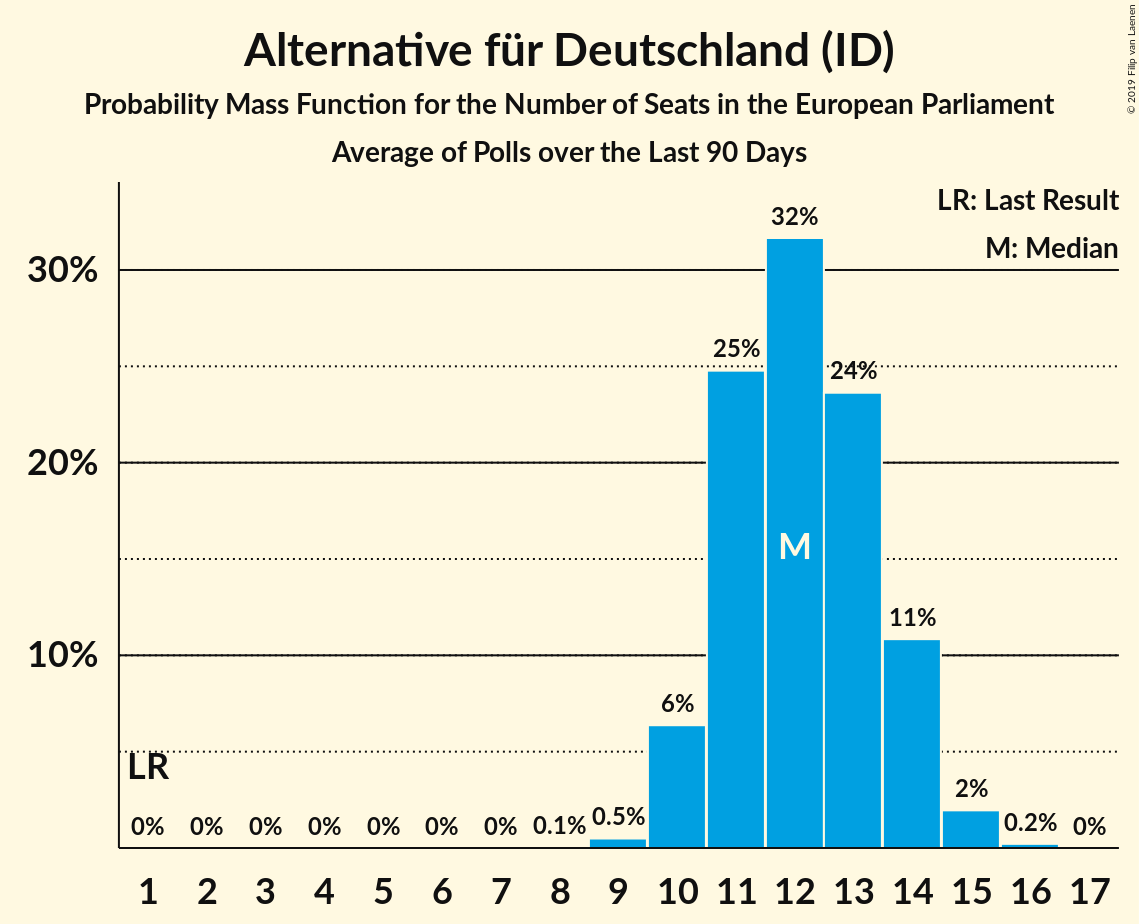 Alternative für Deutschland (ID)
Probability Mass Function for the Number of Seats in the European Parliament
Average of Polls over the Last 90 Days
© 2019 Filip van Laenen
LR: Last Result
M: Median
32%
30%
25%
24%
20%
M
11%
10%
6%
LR
2%
0% 0% 0% 0% 0% 0% 0% 0.1% 0.5% 0.2% 0%
1 2 3 4 5 6 7 8 9 10 11 12 13 14 15 16 17